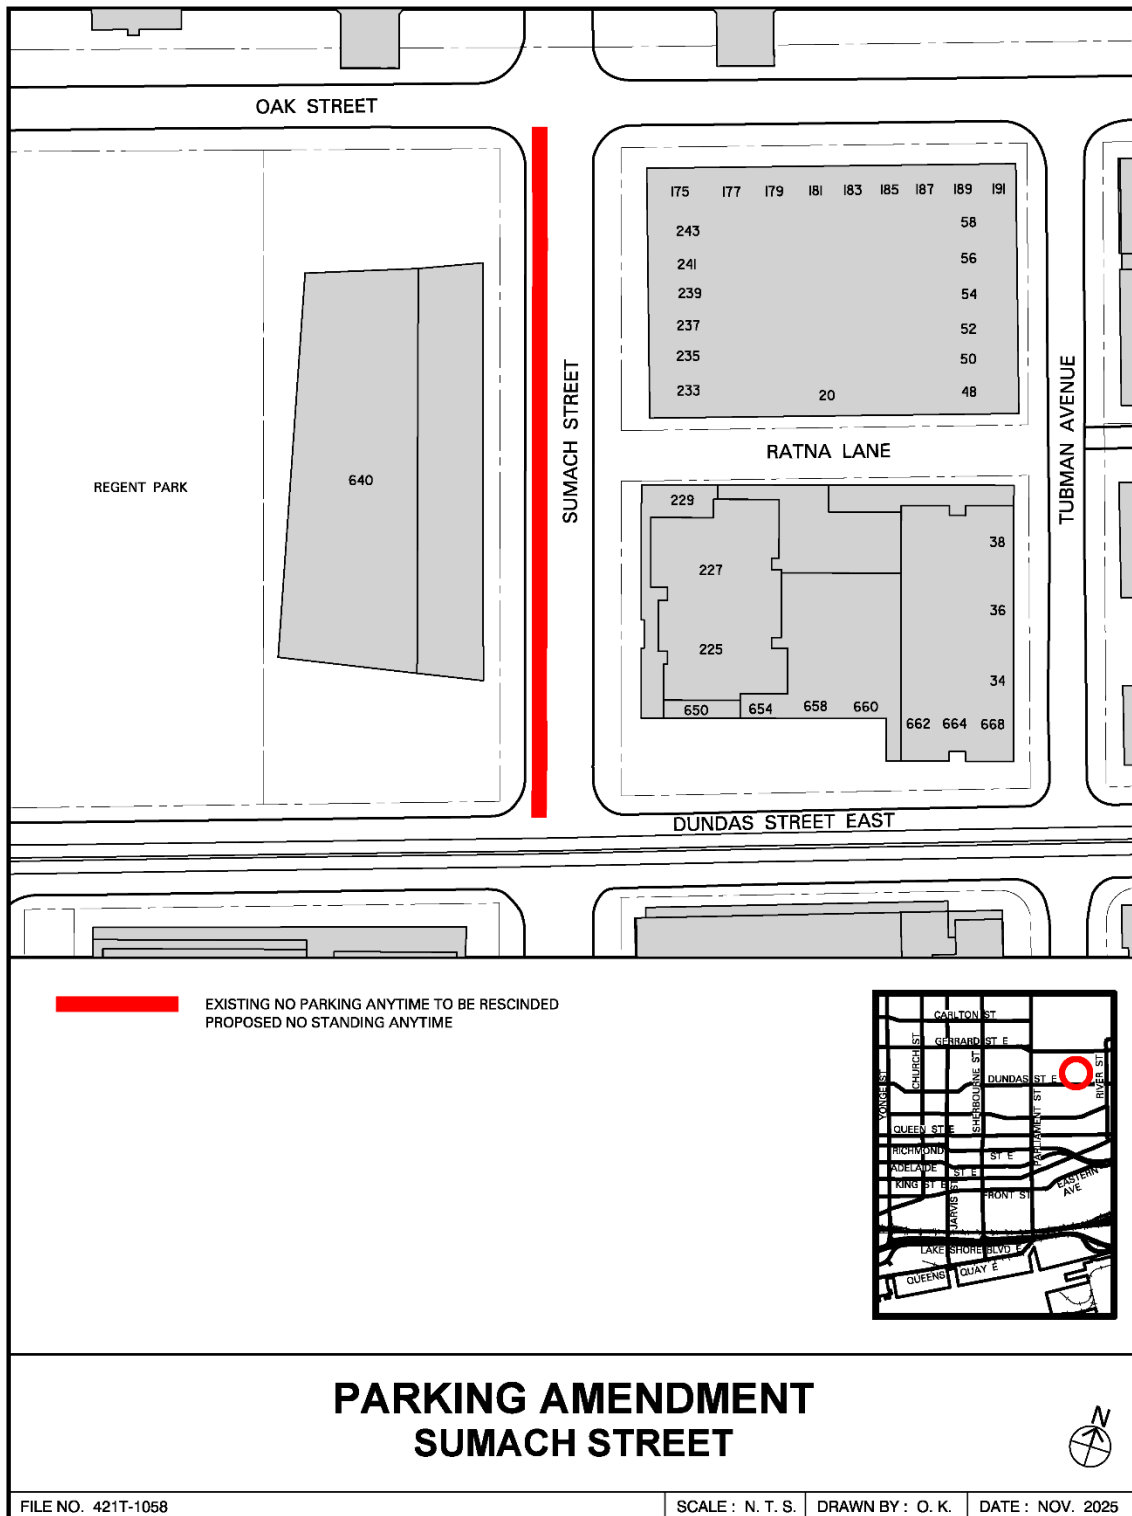 OAK STREET
175 177 179 181 183 185 187 189 191
243
58
241
56
239
54
237
52
235
50
233
20
48
SUMACH STREET
TUBMAN AVENUE
RATNA LANE
REGENT PARK
640
229
227
38
225
36
34
650 654 658 660
662 664 668
DUNDAS STREET EAST
EXISTING NO PARKING ANYTIME TO BE RESCINDED
PROPOSED NO STANDING ANYTIME
CARLTON ST
GERRARD ST E
DUNDAS ST E
YONGE ST
CHURCH ST
SHERBOURNE ST
PARLIAMENT ST
RIVER ST
QUEEN ST E
RICHMOND ST E
ADELAIDE ST E
KING ST E
JARVIS ST
FRONT ST
EASTERN
AVE
LAKE SHORE BLVD E
QUEENS QUAY E
PARKING AMENDMENT
SUMACH STREET
N
FILE NO. 421T-1058
SCALE : N. T. S.
DRAWN BY : O. K.
DATE : NOV. 2025